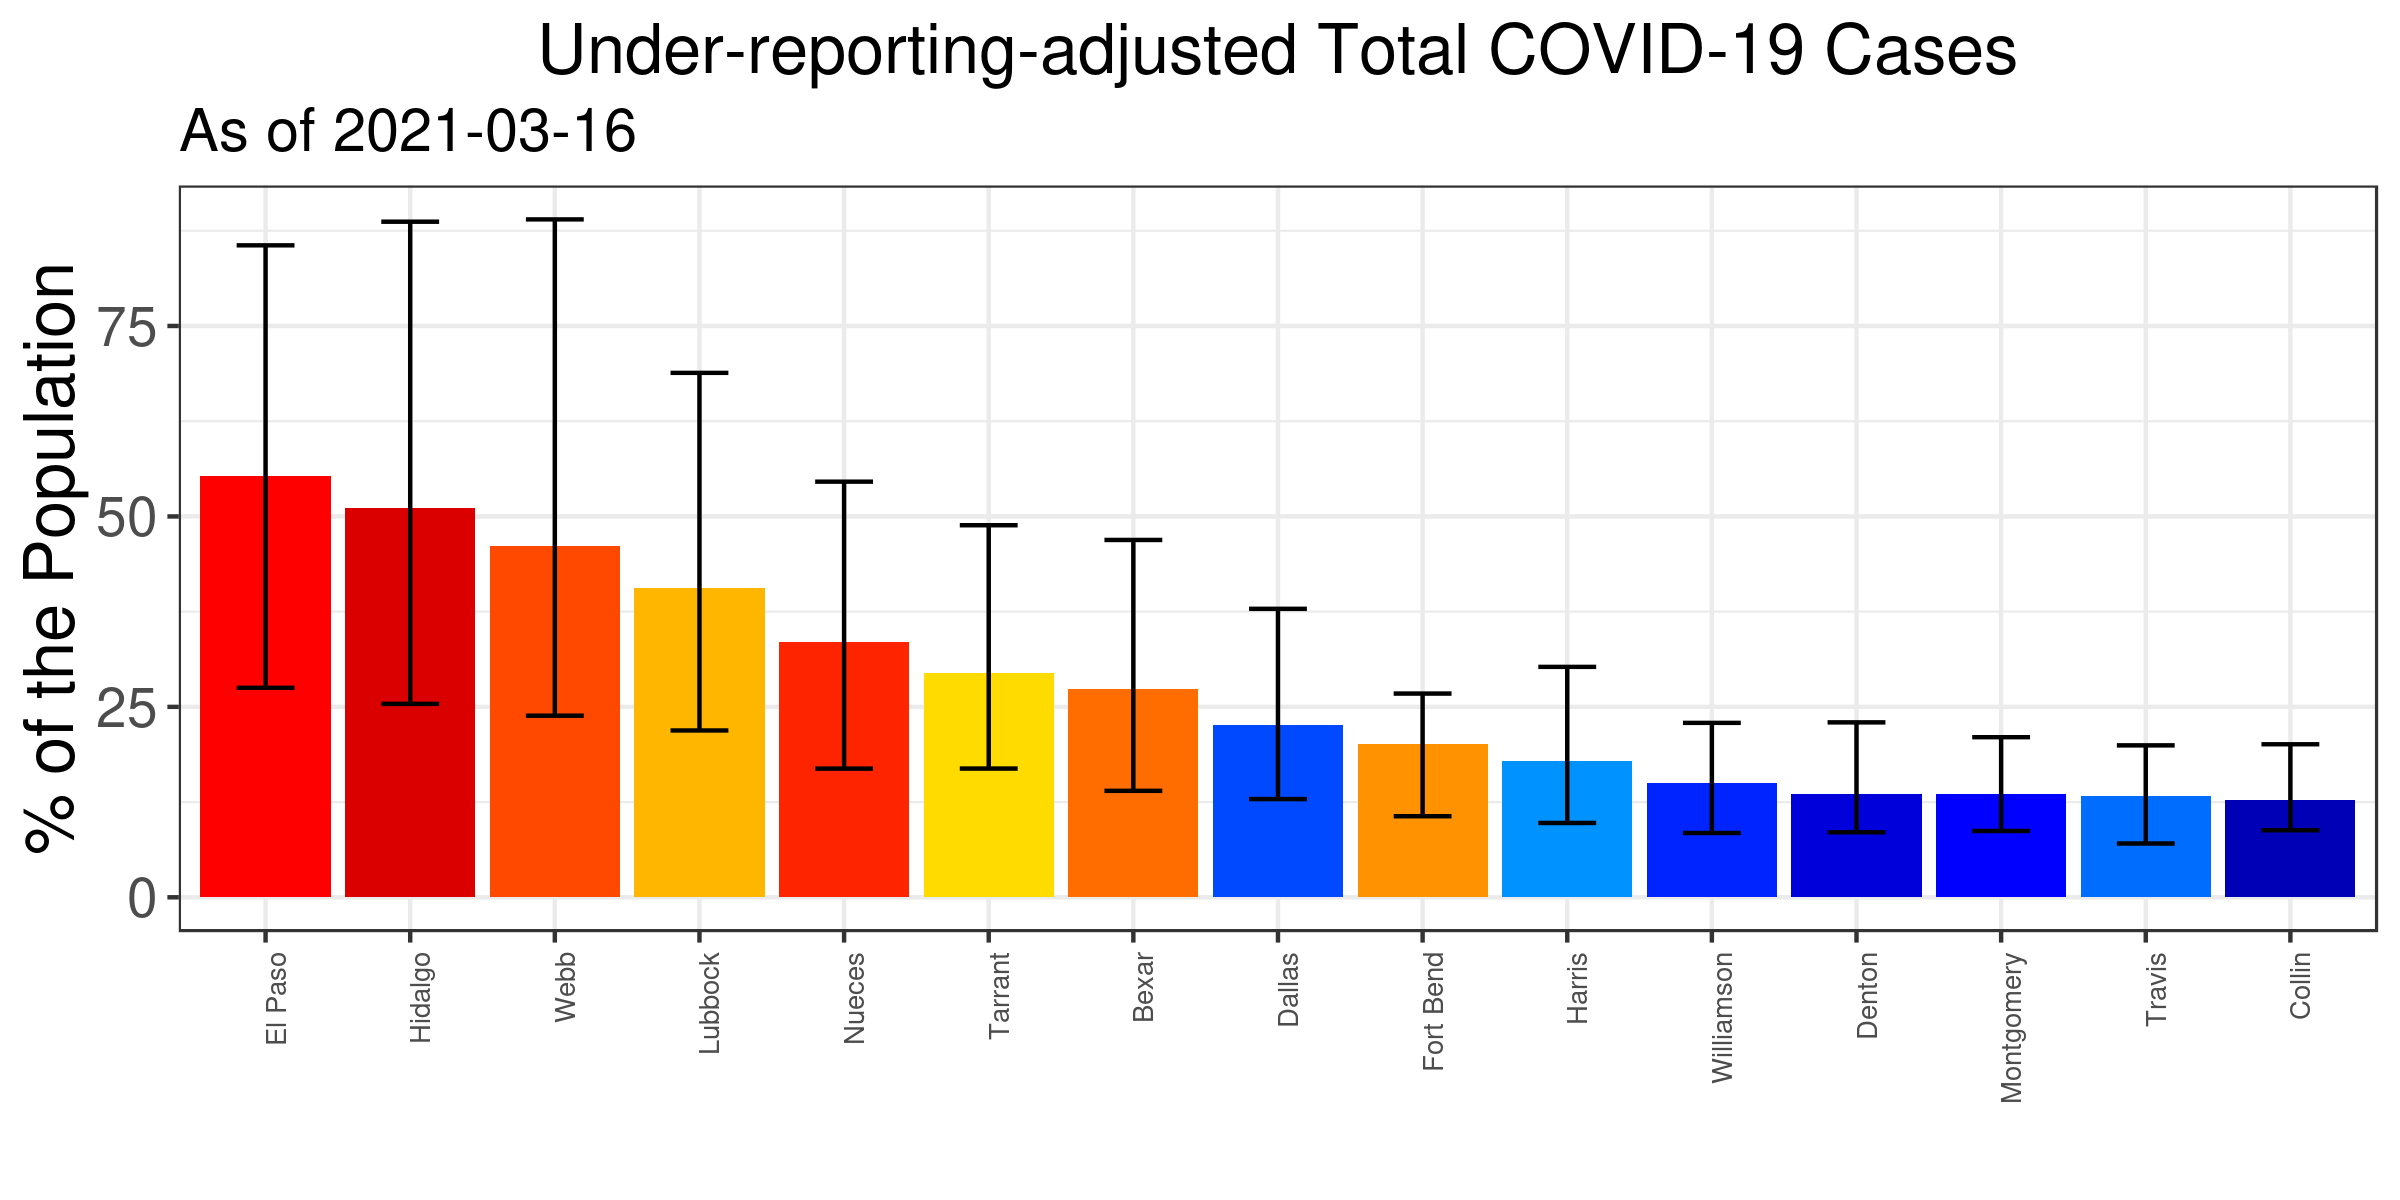 Under-reporting-adjusted Total COVID-19 Cases
As of 2021-03-16
% of the Population
75
50
25
0
El Paso
Hidalgo
Webb
Lubbock
Nueces
Tarrant
Bexar
Dallas
Fort Bend
Harris
Williamson
Denton
Montgomery
Travis
Collin